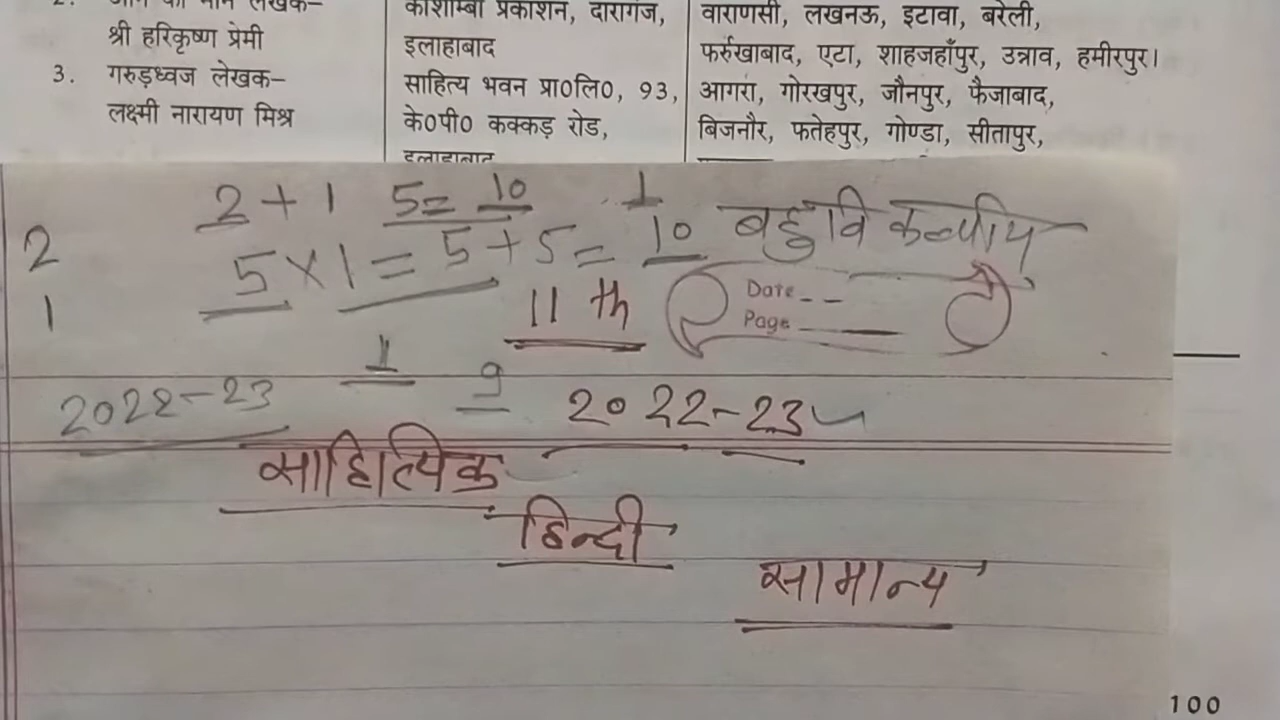 श्री हरिकृष्ण प्रेमी
3. गरुड़ध्वज लेखक–
लक्ष्मी नारायण मिश्र
कौशाम्बी प्रकाशन, दारागंज,
इलाहाबाद
साहित्य भवन प्रा0लि0, 93,
के0पी0 कक्कड़ रोड,
इलाहाबाद
वाराणसी, लखनऊ, इटावा, बरेली,
फर्रुखाबाद, एटा, शाहजहाँपुर, उन्नाव, हमीरपुर।
आगरा, गोरखपुर, जौनपुर, फैजाबाद,
बिजनौर, फतेहपुर, गोण्डा, सीतापुर,
2 + 1 5= 10 1
2 5×1 = 5+5= 10 बहुविकल्पीय
1 11 th Date
Page
1 9
2022-23 2022-23
साहित्यिक
हिन्दी
सामान्य
100